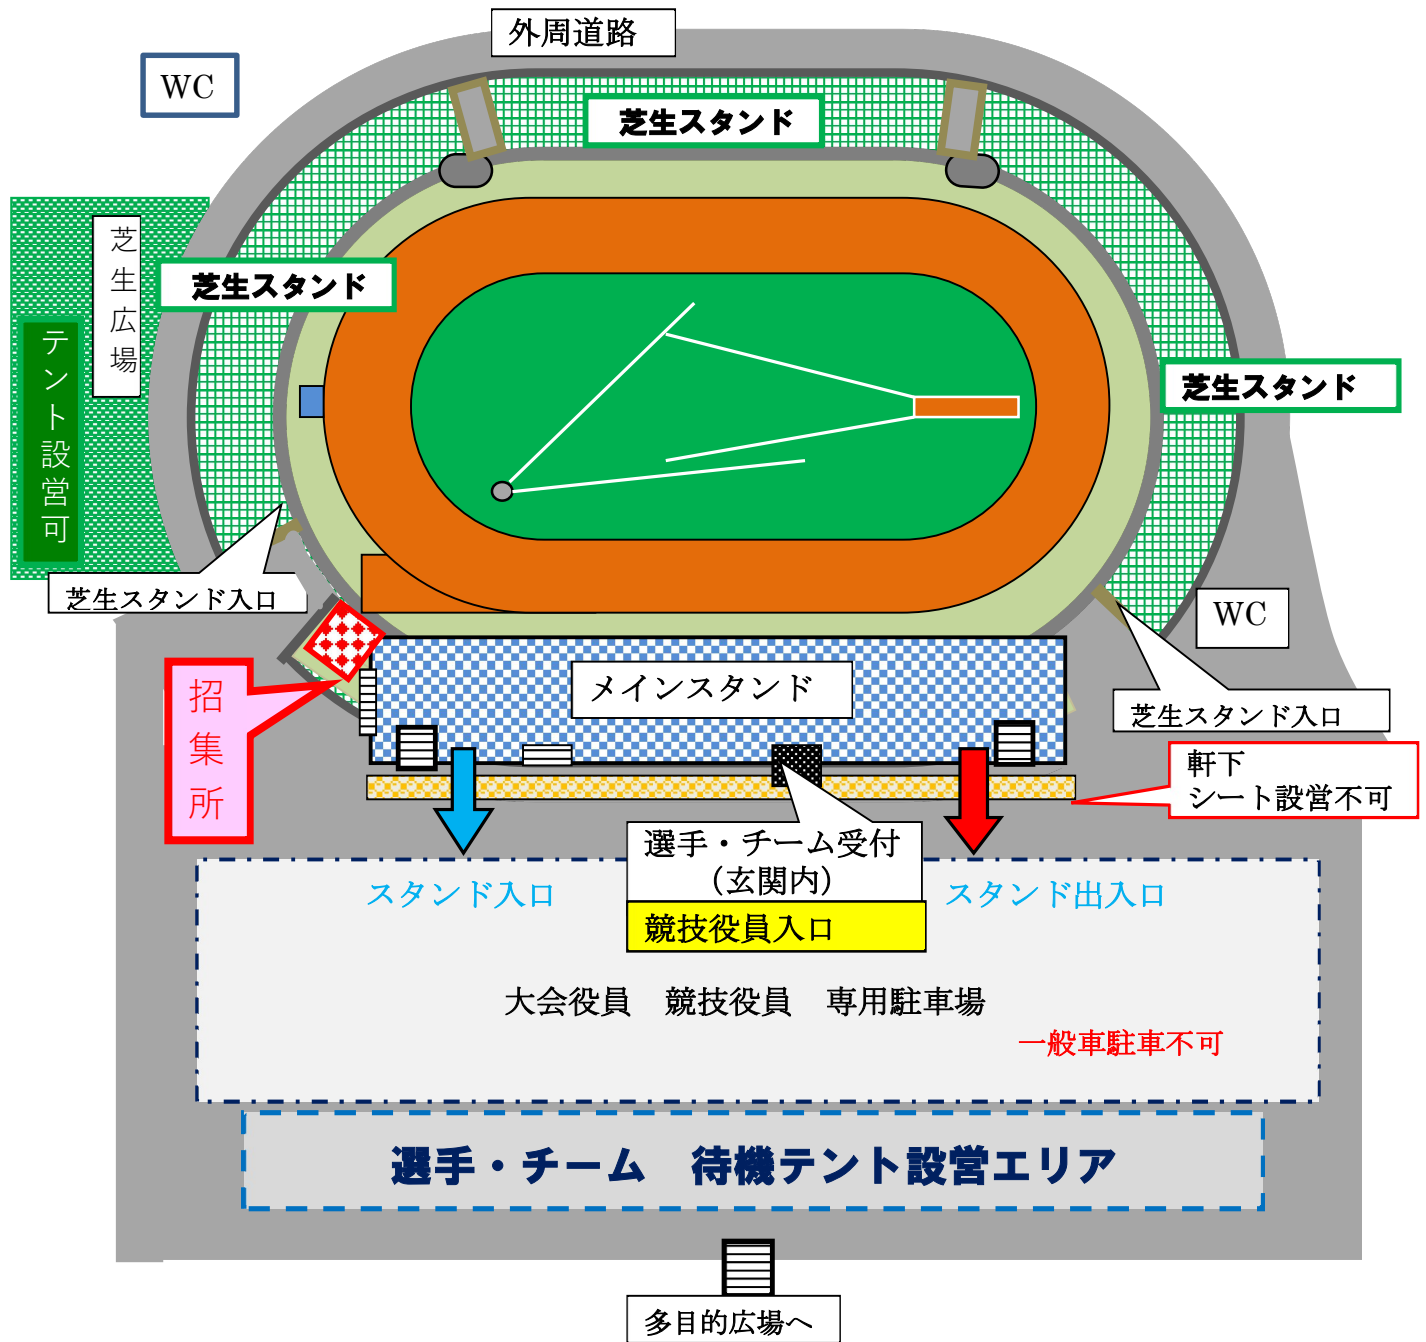 外周道路
WC
芝生スタンド
芝生広場
芝生スタンド
テント設営可
芝生スタンド
芝生スタンド入口
WC
メインスタンド
招集所
芝生スタンド入口
軒下
シート設営不可
選手・チーム受付
（玄関内）
スタンド入口
スタンド出入口
競技役員入口
大会役員　競技役員　専用駐車場
一般車駐車不可
選手・チーム　待機テント設営エリア
多目的広場へ